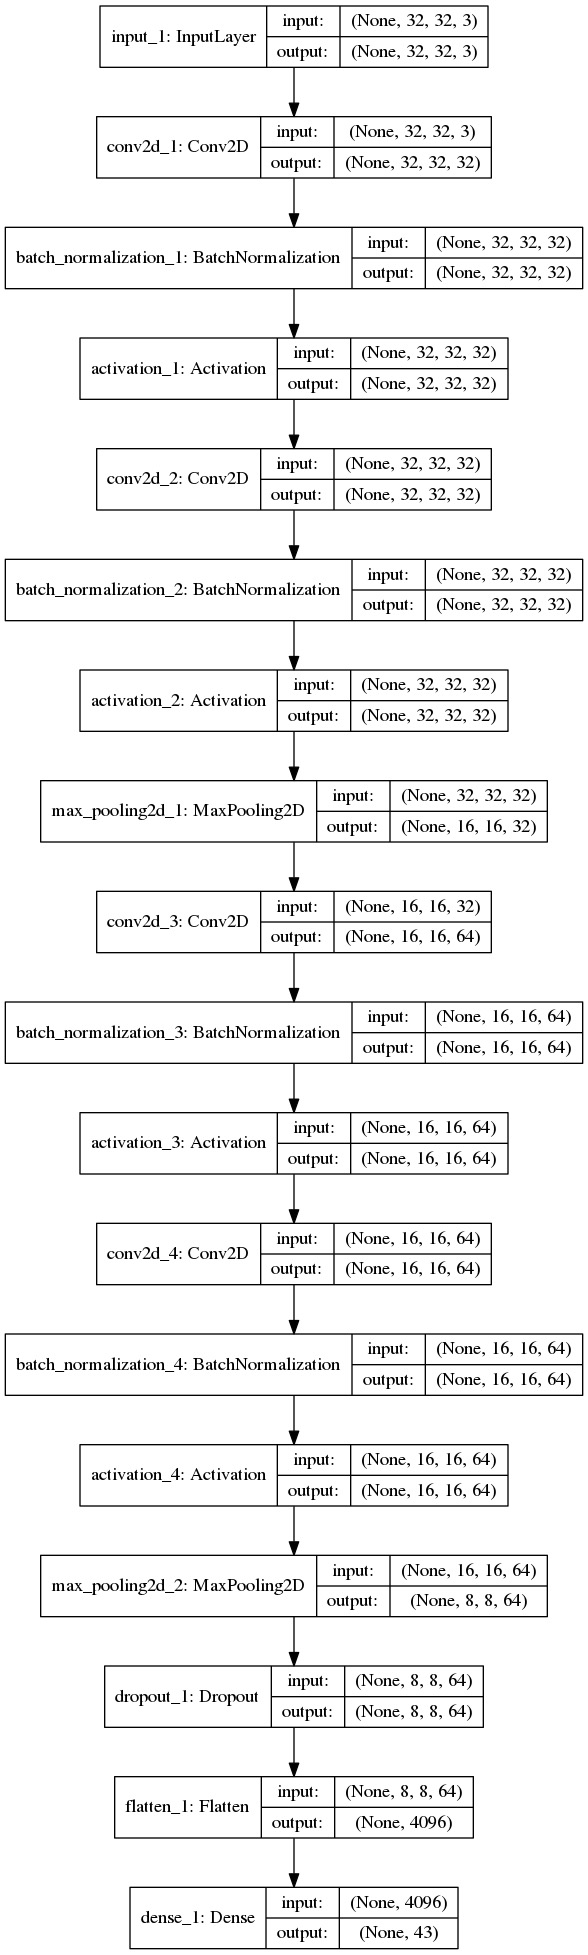 input_1: InputLayer
input: (None, 32, 32, 3)
output: (None, 32, 32, 3)
conv2d_1: Conv2D
input: (None, 32, 32, 3)
output: (None, 32, 32, 32)
batch_normalization_1: BatchNormalization
input: (None, 32, 32, 32)
output: (None, 32, 32, 32)
activation_1: Activation
input: (None, 32, 32, 32)
output: (None, 32, 32, 32)
conv2d_2: Conv2D
input: (None, 32, 32, 32)
output: (None, 32, 32, 32)
batch_normalization_2: BatchNormalization
input: (None, 32, 32, 32)
output: (None, 32, 32, 32)
activation_2: Activation
input: (None, 32, 32, 32)
output: (None, 32, 32, 32)
max_pooling2d_1: MaxPooling2D
input: (None, 32, 32, 32)
output: (None, 16, 16, 32)
conv2d_3: Conv2D
input: (None, 16, 16, 32)
output: (None, 16, 16, 64)
batch_normalization_3: BatchNormalization
input: (None, 16, 16, 64)
output: (None, 16, 16, 64)
activation_3: Activation
input: (None, 16, 16, 64)
output: (None, 16, 16, 64)
conv2d_4: Conv2D
input: (None, 16, 16, 64)
output: (None, 16, 16, 64)
batch_normalization_4: BatchNormalization
input: (None, 16, 16, 64)
output: (None, 16, 16, 64)
activation_4: Activation
input: (None, 16, 16, 64)
output: (None, 16, 16, 64)
max_pooling2d_2: MaxPooling2D
input: (None, 16, 16, 64)
output: (None, 8, 8, 64)
dropout_1: Dropout
input: (None, 8, 8, 64)
output: (None, 8, 8, 64)
flatten_1: Flatten
input: (None, 8, 8, 64)
output: (None, 4096)
dense_1: Dense
input: (None, 4096)
output: (None, 43)